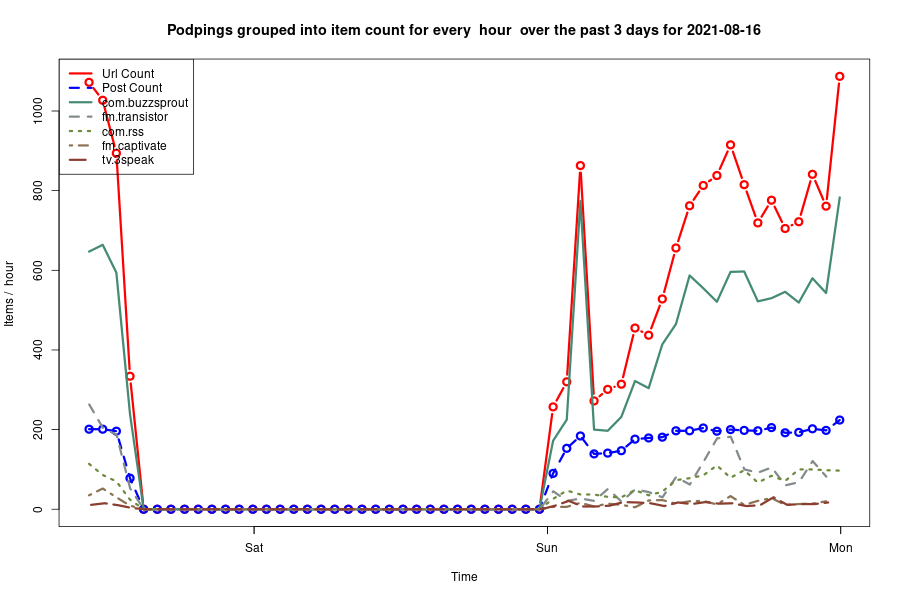 Podpings grouped into item count for every  hour  over the past 3 days for 2021-08-16
Url Count
Post Count
com.buzzsprout
fm.transistor
com.rss
fm.captivate
tv.3speak
1000
800
600
400
200
0
Items /  hour
Sat
Sun
Mon
Time